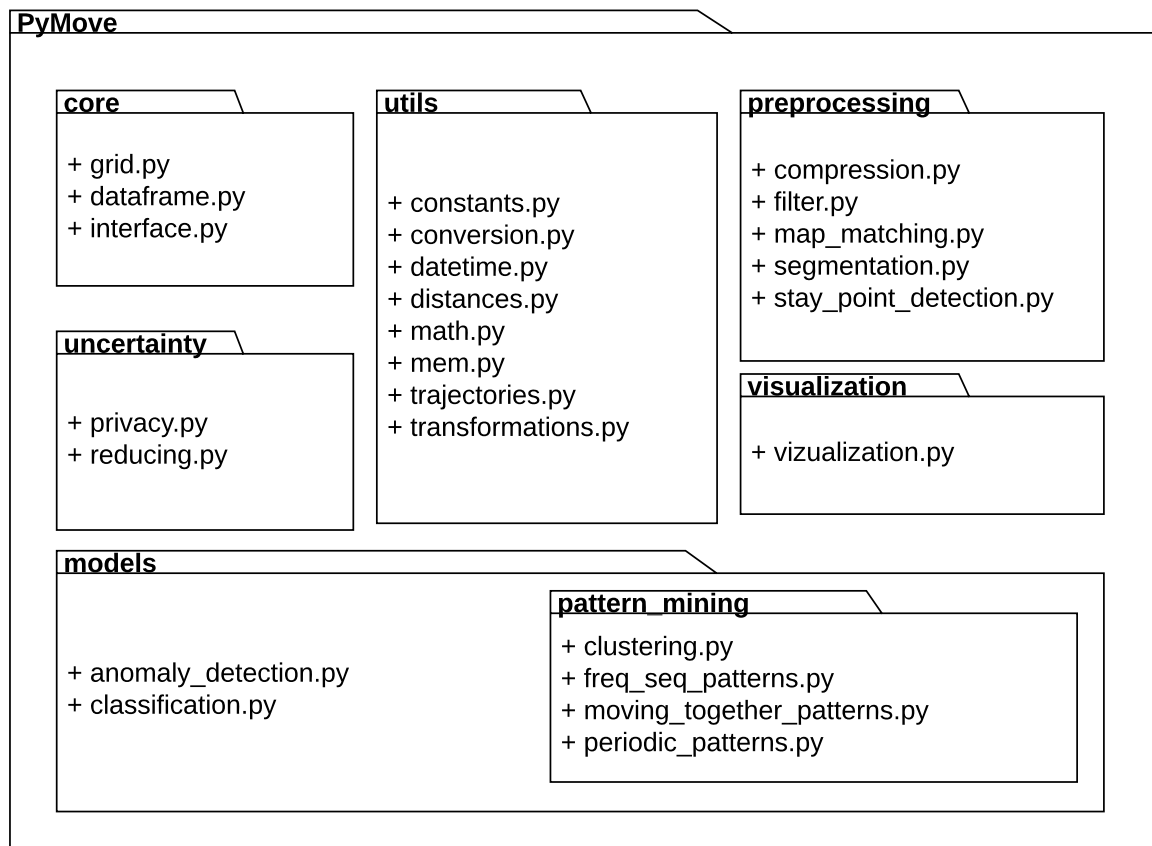 PyMove
core
+ grid.py
+ dataframe.py
+ interface.py
utils
+ constants.py
+ conversion.py
+ datetime.py
+ distances.py
+ math.py
+ mem.py
+ trajectories.py
+ transformations.py
preprocessing
+ compression.py
+ filter.py
+ map_matching.py
+ segmentation.py
+ stay_point_detection.py
uncertainty
+ privacy.py
+ reducing.py
visualization
+ vizualization.py
models
+ anomaly_detection.py
+ classification.py
pattern_mining
+ clustering.py
+ freq_seq_patterns.py
+ moving_together_patterns.py
+ periodic_patterns.py